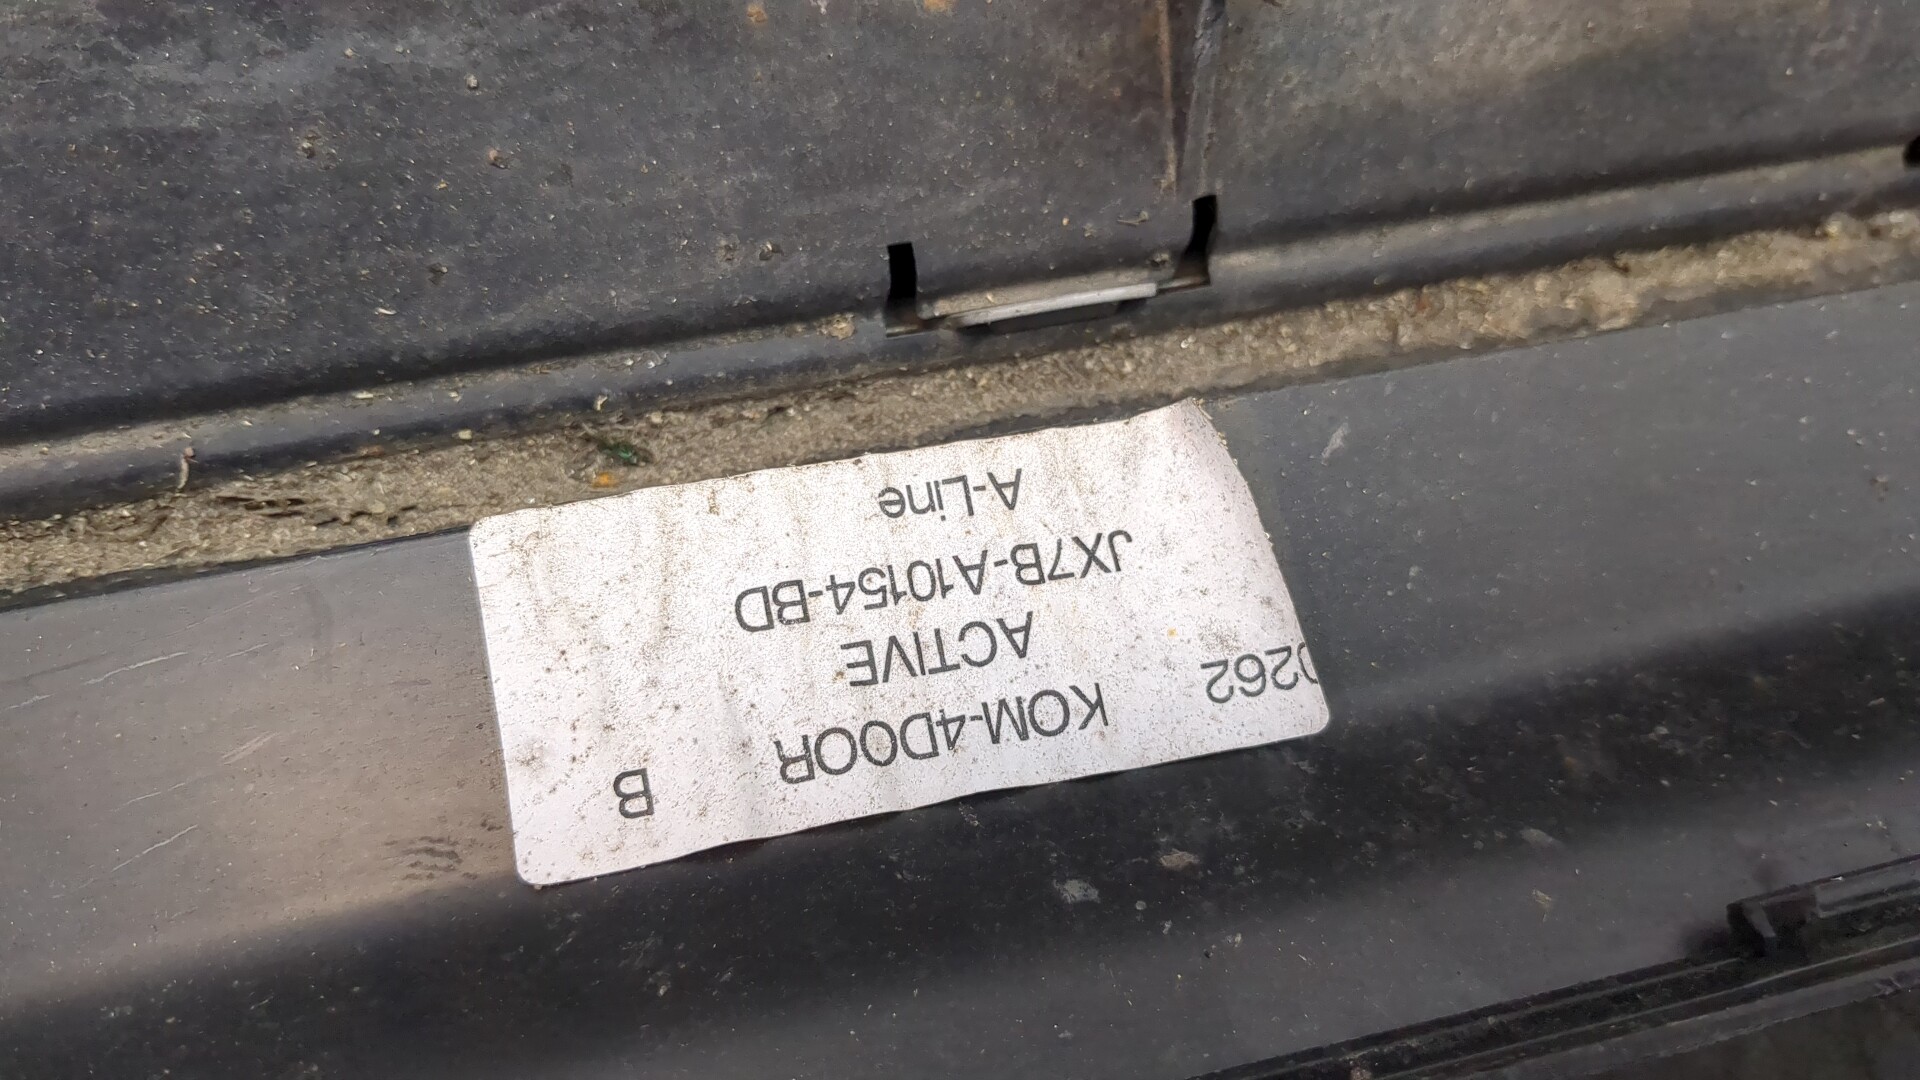 0262 KOM-4DOOR B
ACTIVE
JX7B-A10154-BD
A-Line